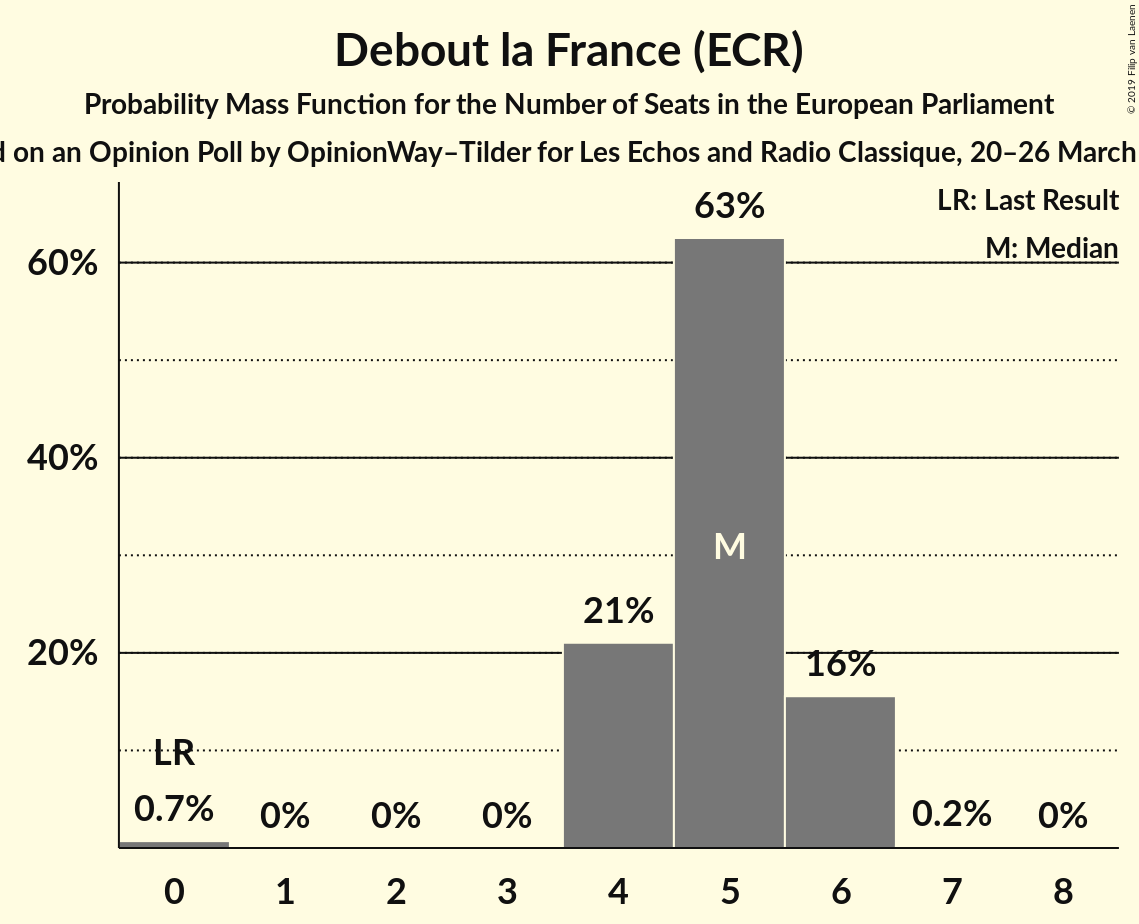 Debout la France (ECR)
Probability Mass Function for the Number of Seats in the European Parliament
on an Opinion Poll by OpinionWay–Tilder for Les Echos and Radio Classique, 20–26 March
© 2019 Filip van Laenen
LR: Last Result
M: Median
60%
40%
20%
LR
0.7%
0%
0%
0%
21%
63%
M
16%
0.2%
0%
0 1 2 3 4 5 6 7 8